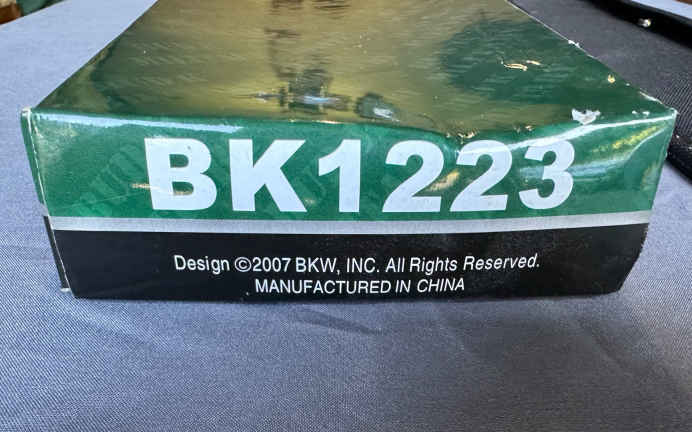 BK1223
Design ©2007 BKW, INC. All Rights Reserved.
MANUFACTURED IN CHINA